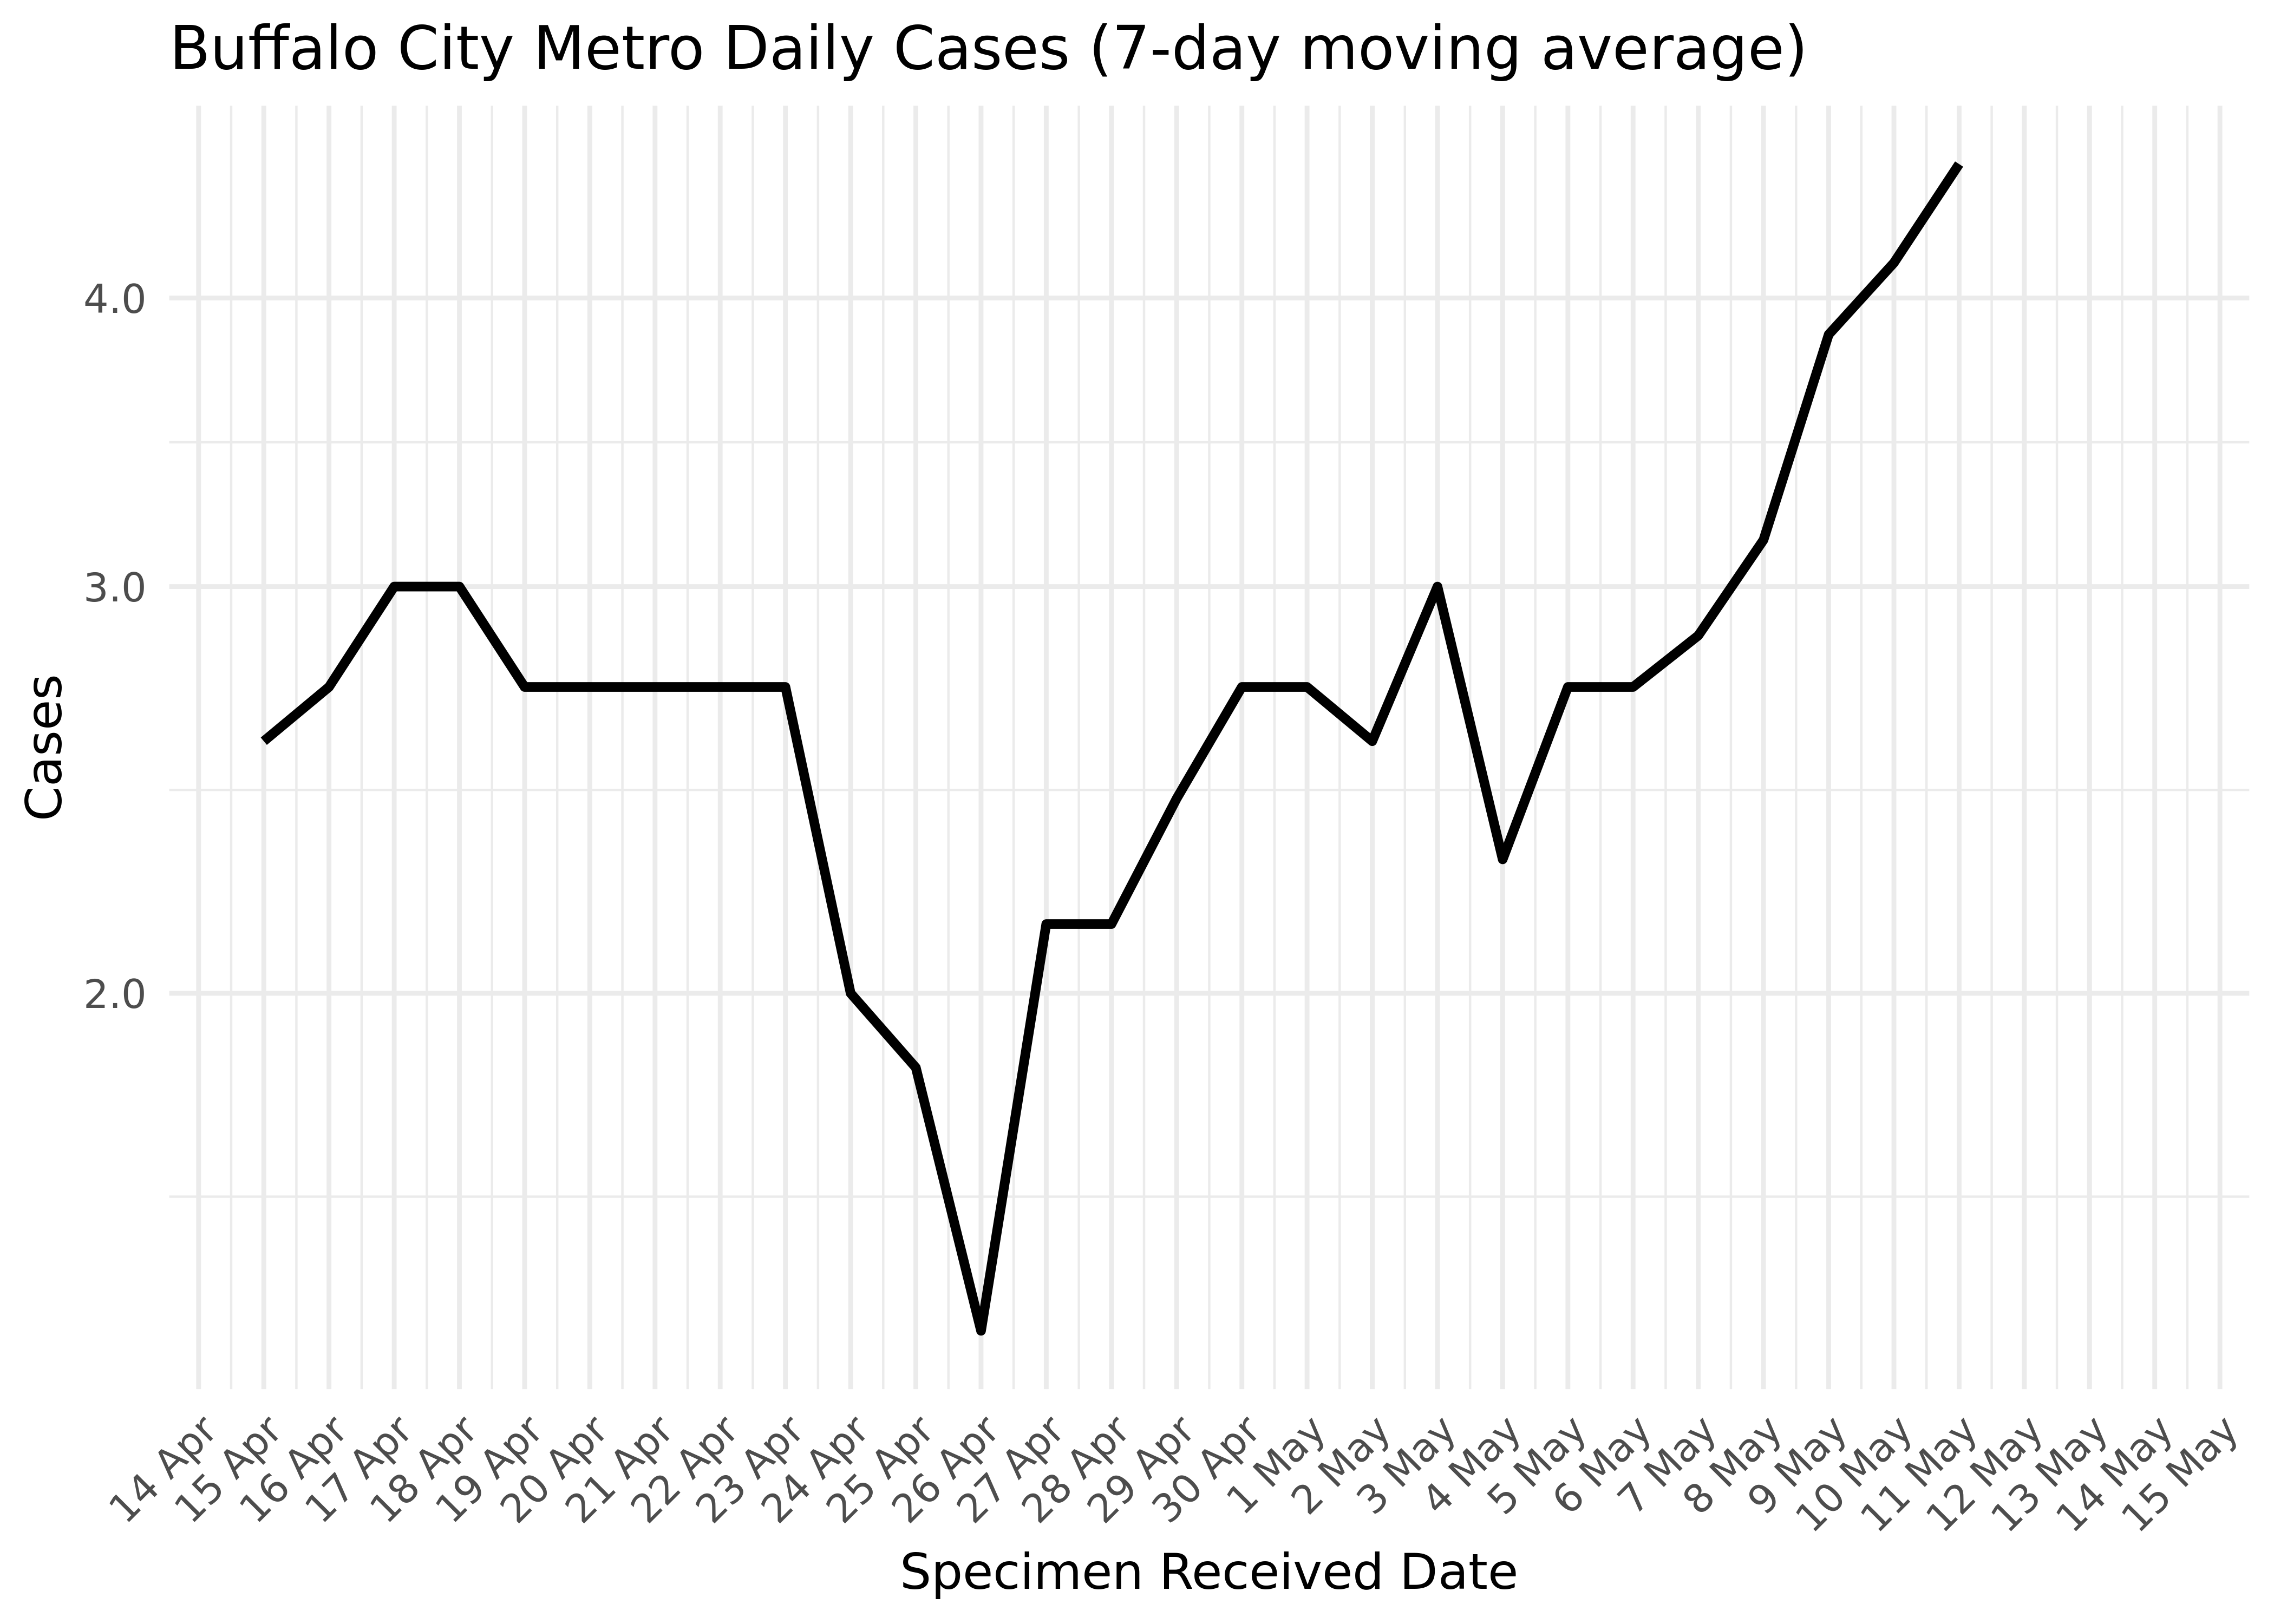 Buffalo City Metro Daily Cases (7-day moving average)
Cases
4.0
3.0
2.0
14 Apr
15 Apr
16 Apr
17 Apr
18 Apr
19 Apr
20 Apr
21 Apr
22 Apr
23 Apr
24 Apr
25 Apr
26 Apr
27 Apr
28 Apr
29 Apr
30 Apr
1 May
2 May
3 May
4 May
5 May
6 May
7 May
8 May
9 May
10 May
11 May
12 May
13 May
14 May
15 May
Specimen Received Date